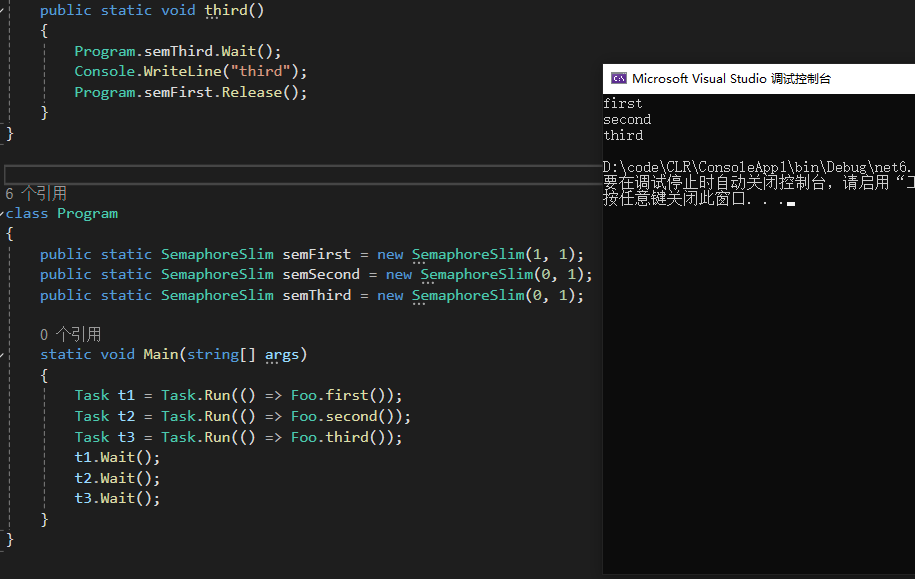 public static void third()
{
Program.semThird.Wait();
Console.WriteLine("third");
Program.semFirst.Release();
}
}
6 个引用
class Program
{
public static SemaphoreSlim semFirst = new SemaphoreSlim(1, 1);
public static SemaphoreSlim semSecond = new SemaphoreSlim(0, 1);
public static SemaphoreSlim semThird = new SemaphoreSlim(0, 1);
0 个引用
static void Main(string[] args)
{
Task t1 = Task.Run(() => Foo.first());
Task t2 = Task.Run(() => Foo.second());
Task t3 = Task.Run(() => Foo.third());
t1.Wait();
t2.Wait();
t3.Wait();
}
}
Microsoft Visual Studio 调试控制台
first
second
third
D:\code\CLR\ConsoleApp1\bin\Debug\net6.
要在调试停止时自动关闭控制台，请启用“工
按任意键关闭此窗口. . .